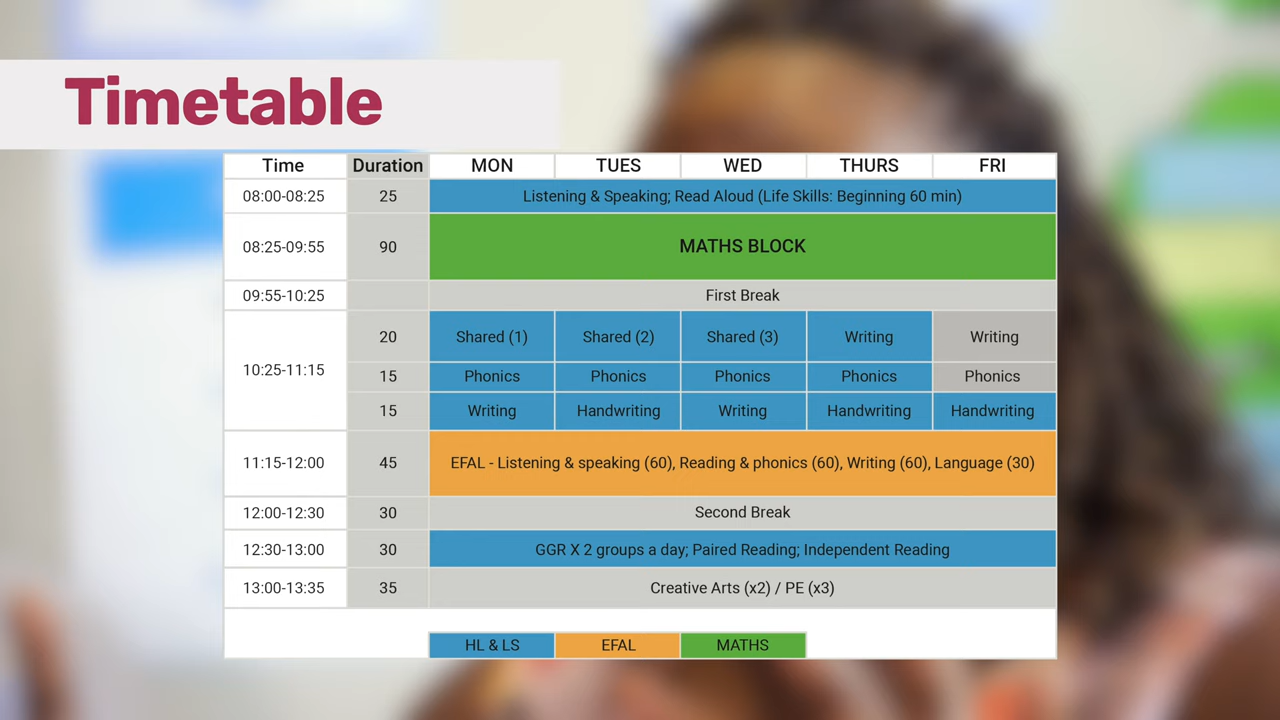 Timetable
Time Duration MON TUES WED THURS FRI
08:00-08:25 25 Listening & Speaking; Read Aloud (Life Skills: Beginning 60 min)
08:25-09:55 90 MATHS BLOCK
09:55-10:25 First Break
10:25-11:15
20 Shared (1) Shared (2) Shared (3) Writing Writing
15 Phonics Phonics Phonics Phonics Phonics
15 Writing Handwriting Writing Handwriting Handwriting
11:15-12:00 45 EFAL - Listening & speaking (60), Reading & phonics (60), Writing (60), Language (30)
12:00-12:30 30 Second Break
12:30-13:00 30 GGR X 2 groups a day; Paired Reading; Independent Reading
13:00-13:35 35 Creative Arts (x2) / PE (x3)
HL & LS EFAL MATHS